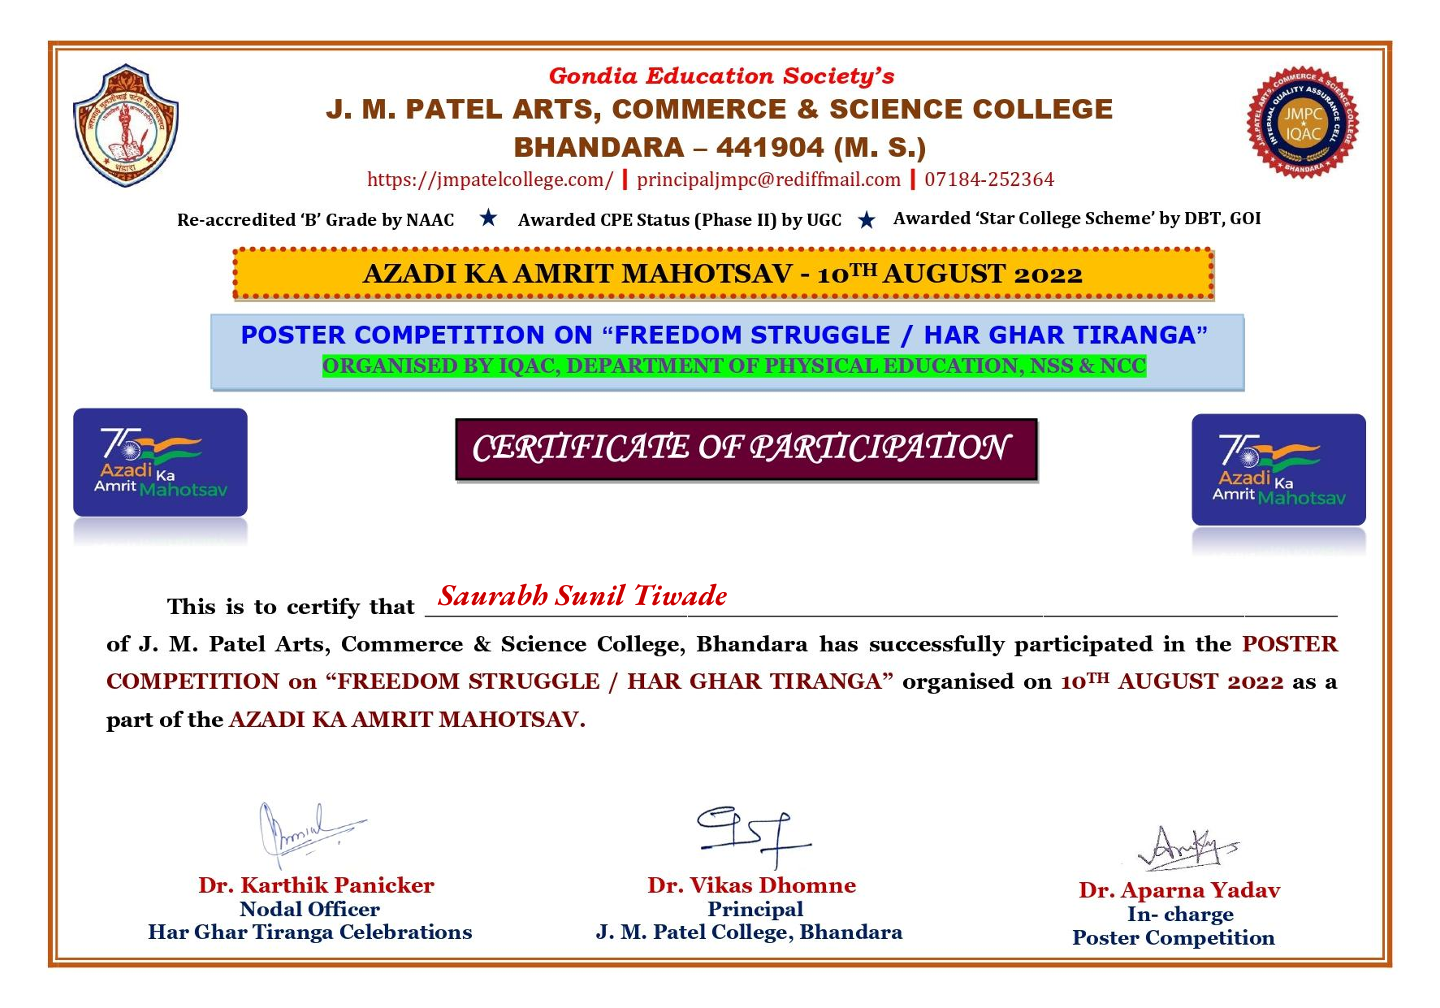 Gondia Education Society's
J. M. PATEL ARTS, COMMERCE & SCIENCE COLLEGE
BHANDARA – 441904 (M. S.)
https://jmpatelcollege.com/ | principaljmpc@rediffmail.com | 07184-252364
Re-accredited 'B' Grade by NAAC ★ Awarded CPE Status (Phase II) by UGC ★ Awarded 'Star College Scheme' by DBT, GOI
J. M. PATEL ARTS, COMMERCE & SCIENCE COLLEGE
INTERNAL QUALITY ASSURANCE CELL
JMPC
IQAC
BHANDARA
AZADI KA AMRIT MAHOTSAV - 10TH AUGUST 2022
POSTER COMPETITION ON “FREEDOM STRUGGLE / HAR GHAR TIRANGA”
ORGANISED BY IQAC, DEPARTMENT OF PHYSICAL EDUCATION, NSS & NCC
75
Azadi Ka
Amrit Mahotsav
CERTIFICATE OF PARTICIPATION
75
Azadi Ka
Amrit Mahotsav
This is to certify that Saurabh Sunil Tiwade
of J. M. Patel Arts, Commerce & Science College, Bhandara has successfully participated in the POSTER
COMPETITION on “FREEDOM STRUGGLE / HAR GHAR TIRANGA” organised on 10TH AUGUST 2022 as a
part of the AZADI KA AMRIT MAHOTSAV.
Dr. Karthik Panicker
Nodal Officer
Har Ghar Tiranga Celebrations
Dr. Vikas Dhomne
Principal
J. M. Patel College, Bhandara
Dr. Aparna Yadav
In- charge
Poster Competition